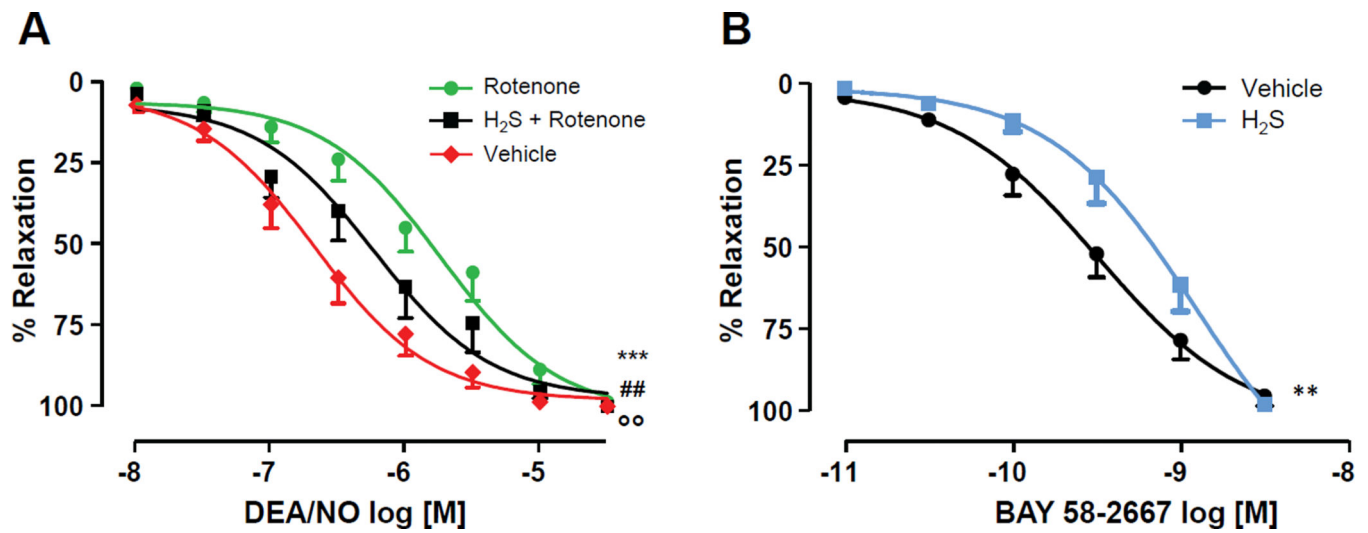 A
0
25
50
75
100
% Relaxation
Rotenone
H₂S + Rotenone
Vehicle
***
##
°°
-8
-7
-6
-5
DEA/NO log [M]
B
0
25
50
75
100
% Relaxation
Vehicle
H₂S
**
-11
-10
-9
-8
BAY 58-2667 log [M]